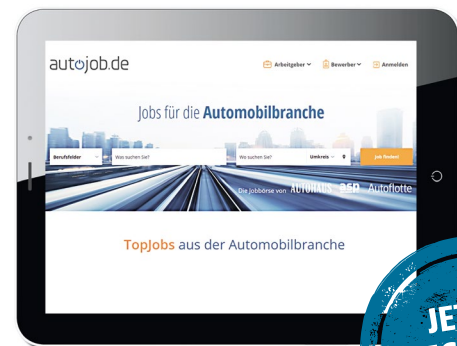 autojob.de
Arbeitgeber Bewerber Anmelden
Jobs für die Automobilbranche
Berufsfelder Was suchen Sie? Wo suchen Sie? Umkreis Job finden!
Die Jobbörse von AUTOHAUS asp Autoflotte
TopJobs aus der Automobilbranche